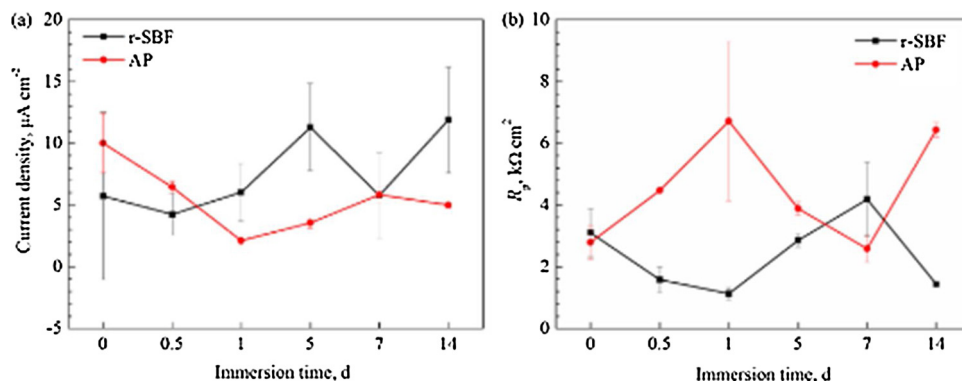 (a)
20
15
10
5
0
-5
Current density, μA cm-2
r-SBF
AP
0 0.5 1 5 7 14
Immersion time, d
(b)
10
8
6
4
2
0
Rp, kΩ cm2
r-SBF
AP
0 0.5 1 5 7 14
Immersion time, d